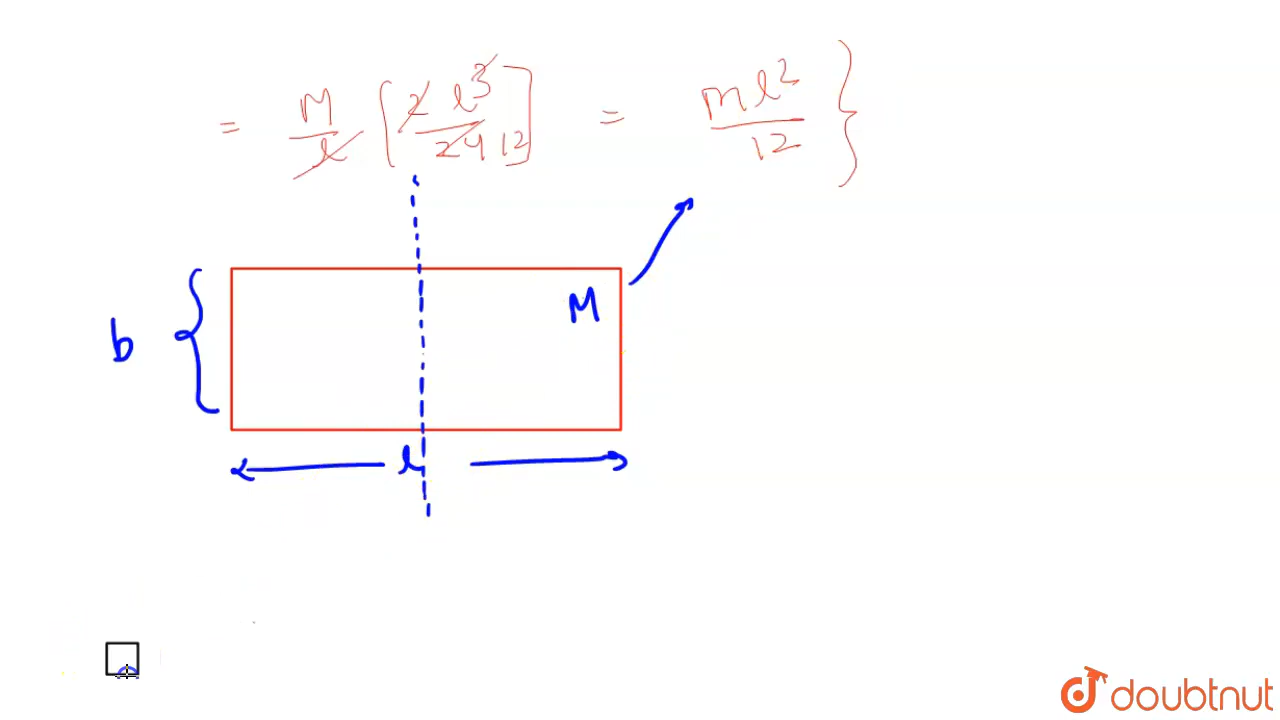 = M/l [2 l³/24 12] = ml²/12 }
M
b
l
doubtnut